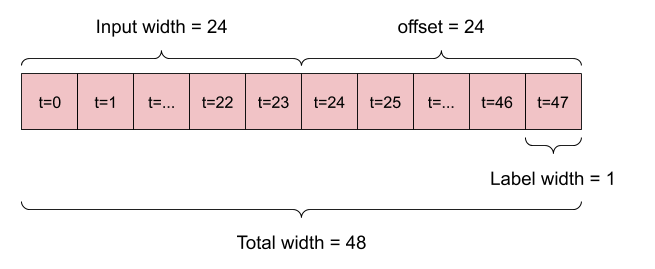 Input width = 24 offset = 24
t=0 t=1 t=... t=22 t=23 t=24 t=25 t=... t=46 t=47
Label width = 1
Total width = 48